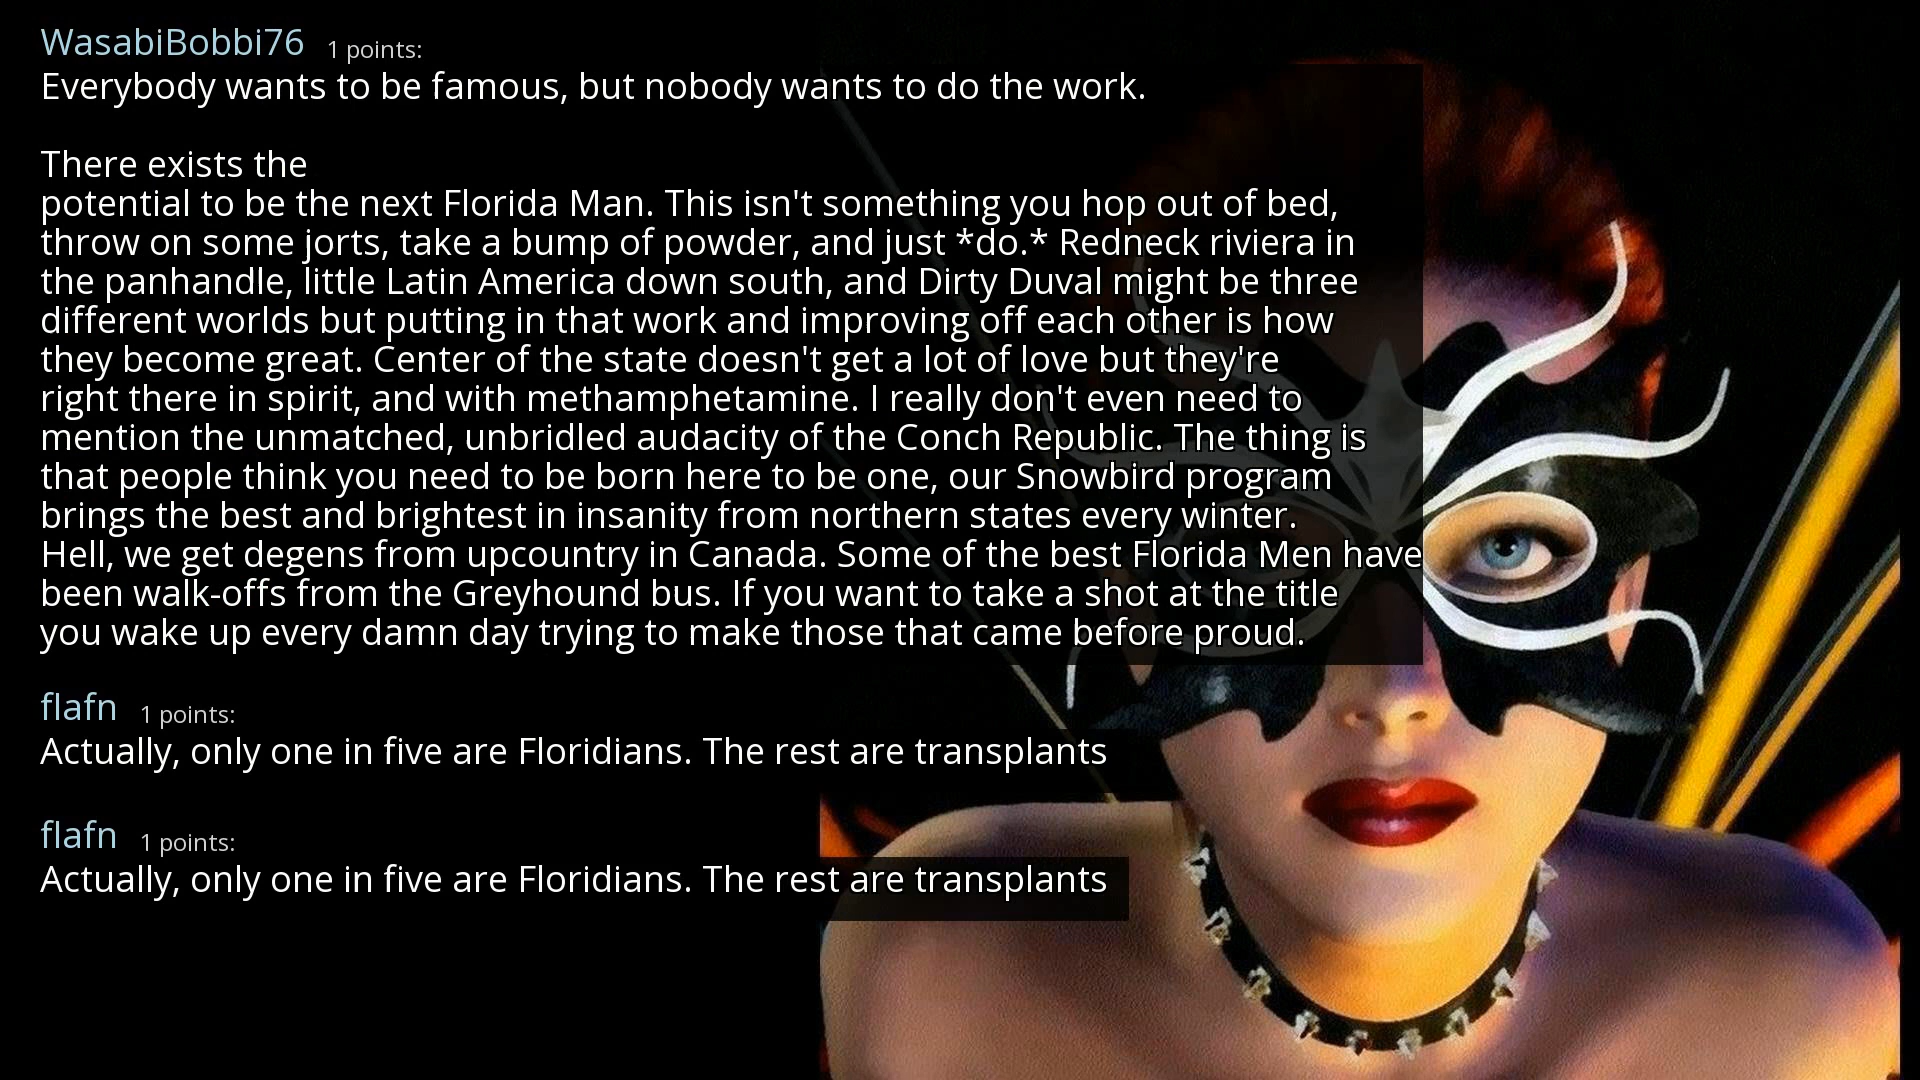 WasabiBobbi76 1 points:
Everybody wants to be famous, but nobody wants to do the work.
There exists the
potential to be the next Florida Man. This isn't something you hop out of bed,
throw on some jorts, take a bump of powder, and just *do.* Redneck riviera in
the panhandle, little Latin America down south, and Dirty Duval might be three
different worlds but putting in that work and improving off each other is how
they become great. Center of the state doesn't get a lot of love but they're
right there in spirit, and with methamphetamine. I really don't even need to
mention the unmatched, unbridled audacity of the Conch Republic. The thing is
that people think you need to be born here to be one, our Snowbird program
brings the best and brightest in insanity from northern states every winter.
Hell, we get degens from upcountry in Canada. Some of the best Florida Men have
been walk-offs from the Greyhound bus. If you want to take a shot at the title
you wake up every damn day trying to make those that came before proud.
flafn 1 points:
Actually, only one in five are Floridians. The rest are transplants
flafn 1 points:
Actually, only one in five are Floridians. The rest are transplants